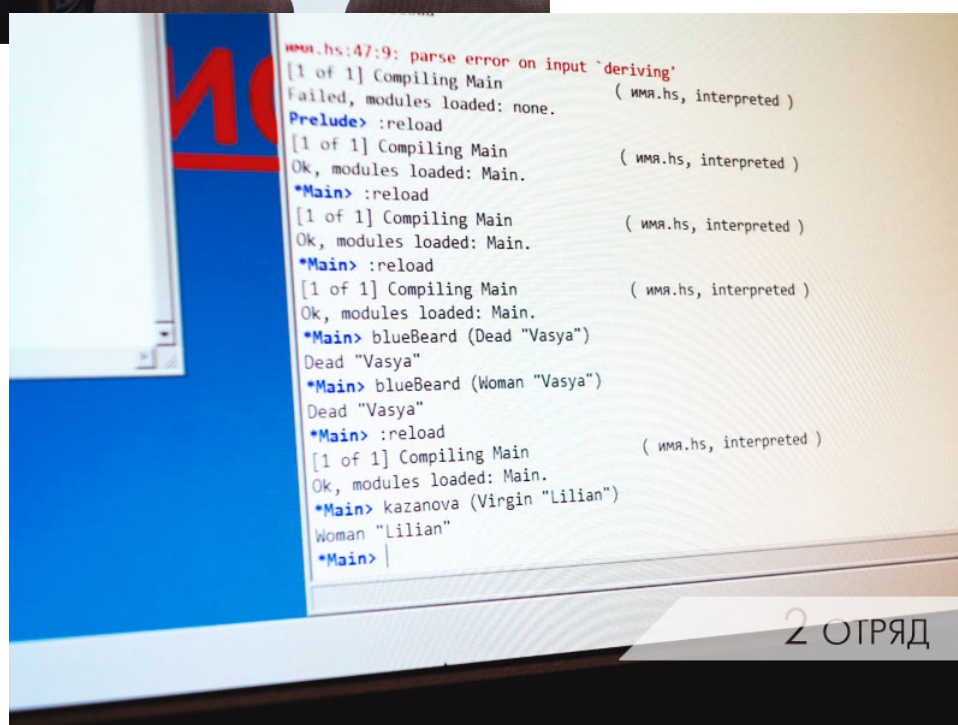 имя.hs:47:9: parse error on input `deriving'
[1 of 1] Compiling Main ( имя.hs, interpreted )
Failed, modules loaded: none.
Prelude> :reload
[1 of 1] Compiling Main ( имя.hs, interpreted )
Ok, modules loaded: Main.
*Main> :reload
[1 of 1] Compiling Main ( имя.hs, interpreted )
Ok, modules loaded: Main.
*Main> :reload
[1 of 1] Compiling Main ( имя.hs, interpreted )
Ok, modules loaded: Main.
*Main> blueBeard (Dead "Vasya")
Dead "Vasya"
*Main> blueBeard (Woman "Vasya")
Dead "Vasya"
*Main> :reload
[1 of 1] Compiling Main ( имя.hs, interpreted )
Ok, modules loaded: Main.
*Main> kazanova (Virgin "Lilian")
Woman "Lilian"
*Main>
2 ОТРЯД